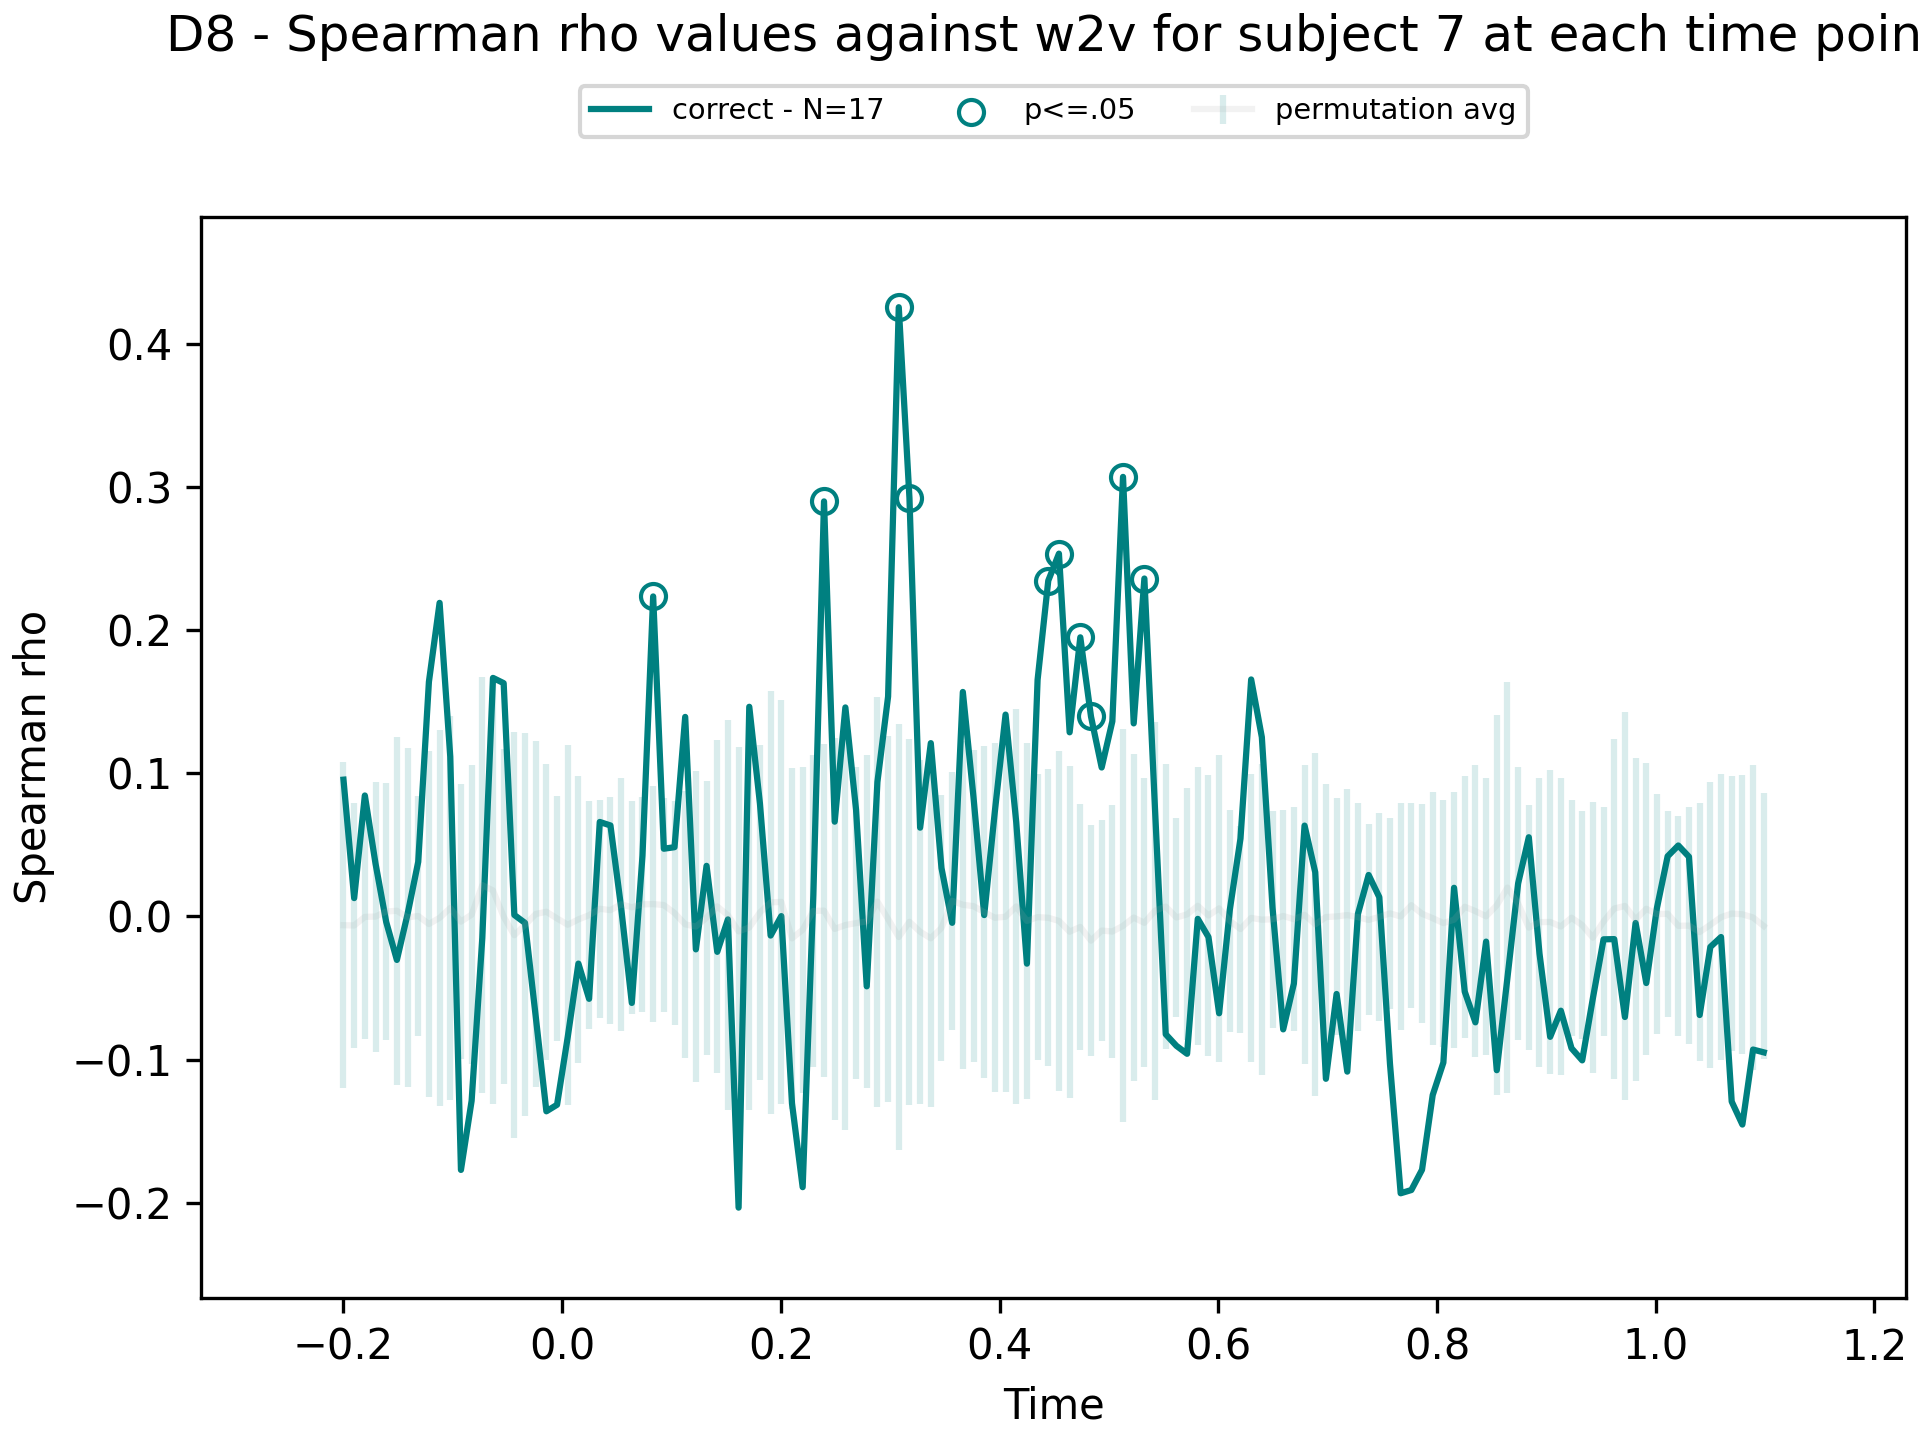 D8 - Spearman rho values against w2v for subject 7 at each time poin
correct - N=17
p<=.05
permutation avg
Spearman rho
0.4
0.3
0.2
0.1
0.0
−0.1
−0.2
−0.2
0.0
0.2
0.4
0.6
0.8
1.0
1.2
Time